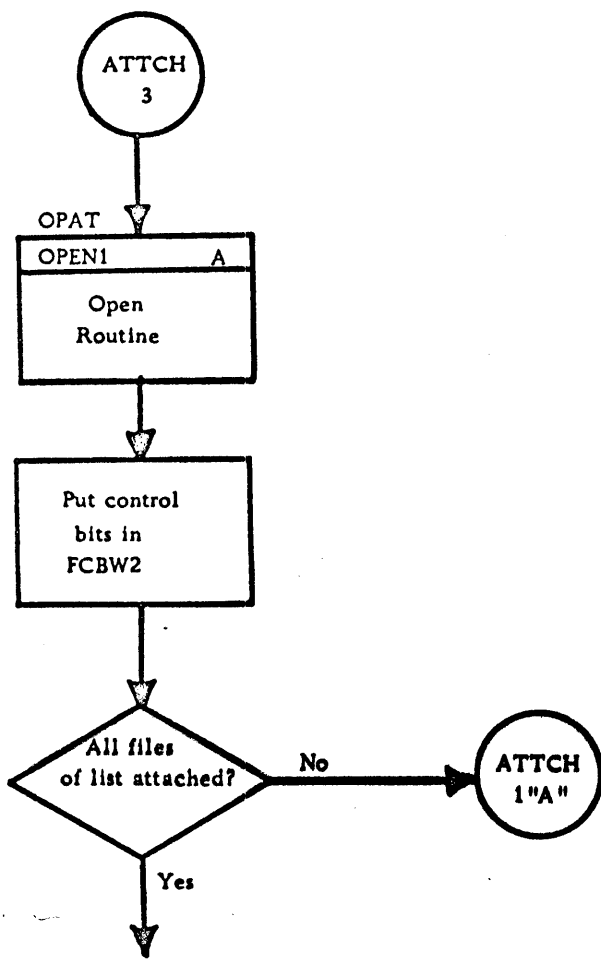 ATTCH
3
OPAT
OPEN1 A
Open
Routine
Put control
bits in
FCBW2
All files
of list attached?
No
ATTCH
1"A"
Yes